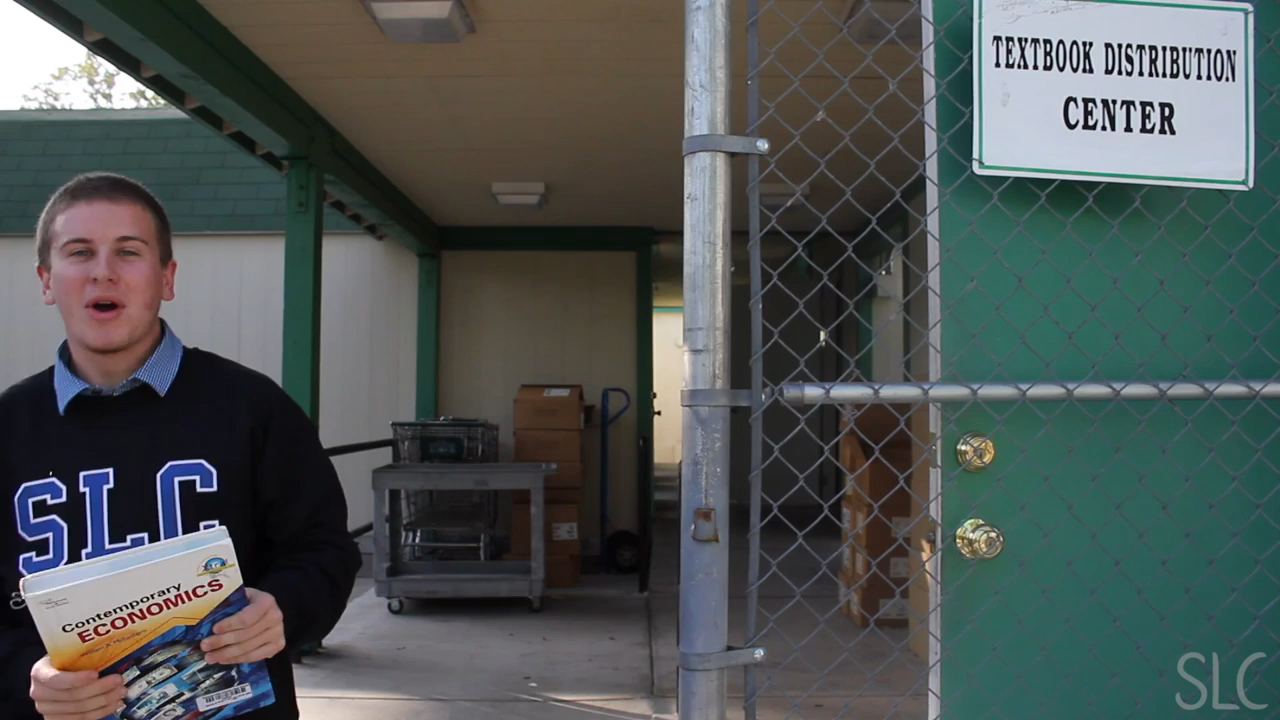 TEXTBOOK DISTRIBUTION
CENTER
SLC
Contemporary
ECONOMICS
SLC